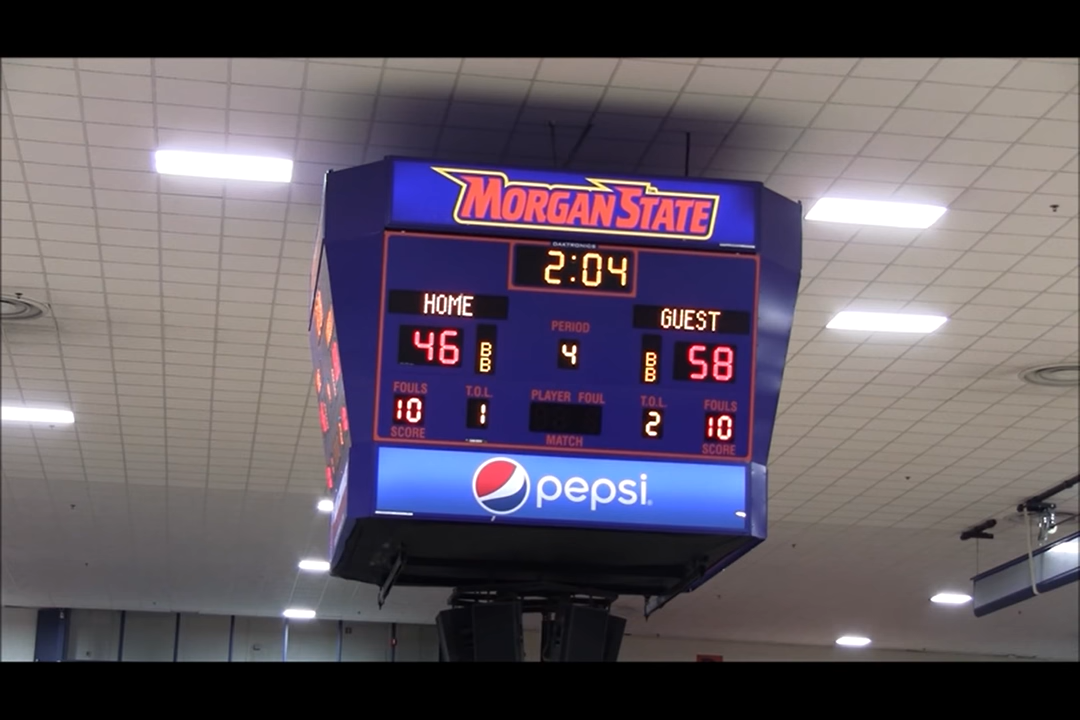 MORGAN STATE
DAKTRONICS
2:04
HOME
GUEST
PERIOD
46 BB 4 BB 58
FOULS T.O.L. PLAYER FOUL T.O.L. FOULS
10 1 2 10
SCORE MATCH SCORE
pepsi